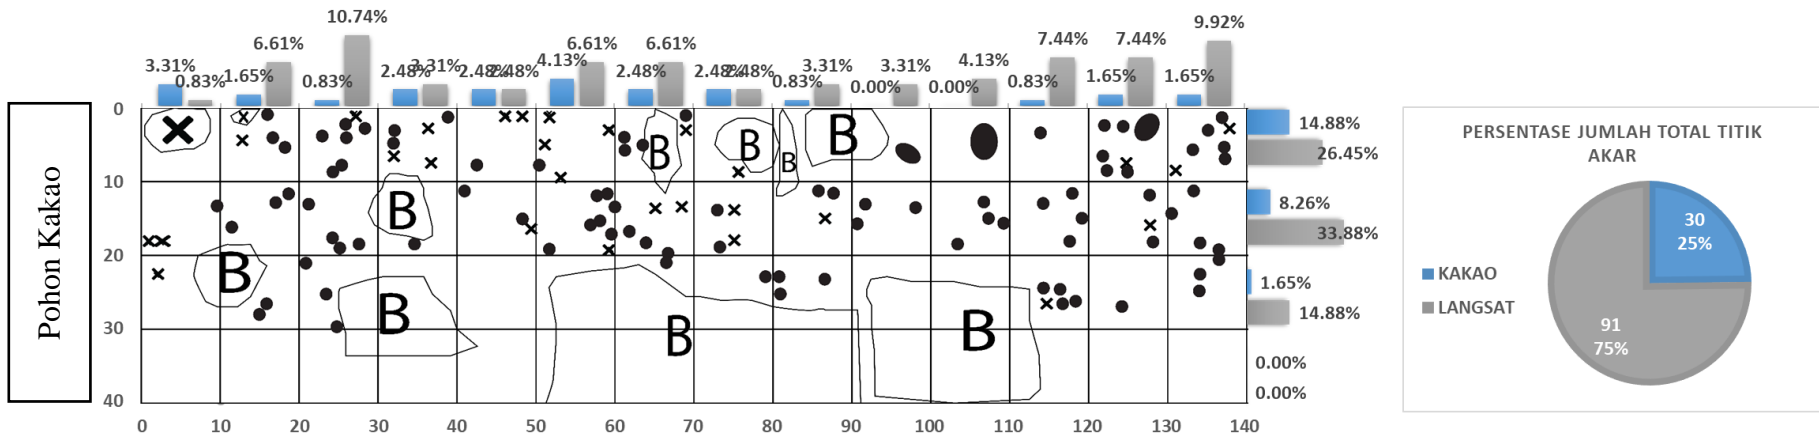 3.31% 0.83% 1.65% 6.61% 0.83% 10.74% 2.48% 3.31% 2.48% 2.48% 4.13% 6.61% 2.48% 6.61% 2.48% 2.48% 0.83% 3.31% 0.00% 3.31% 0.00% 4.13% 0.83% 7.44% 1.65% 7.44% 1.65% 9.92%
Pohon Kakao
0
10
20
30
40
B
B
B
B
B
B
B
B
B
0 10 20 30 40 50 60 70 80 90 100 110 120 130 140
14.88%
26.45%
8.26%
33.88%
1.65%
14.88%
0.00%
0.00%
PERSENTASE JUMLAH TOTAL TITIK
AKAR
KAKAO
LANGSAT
30
25%
91
75%